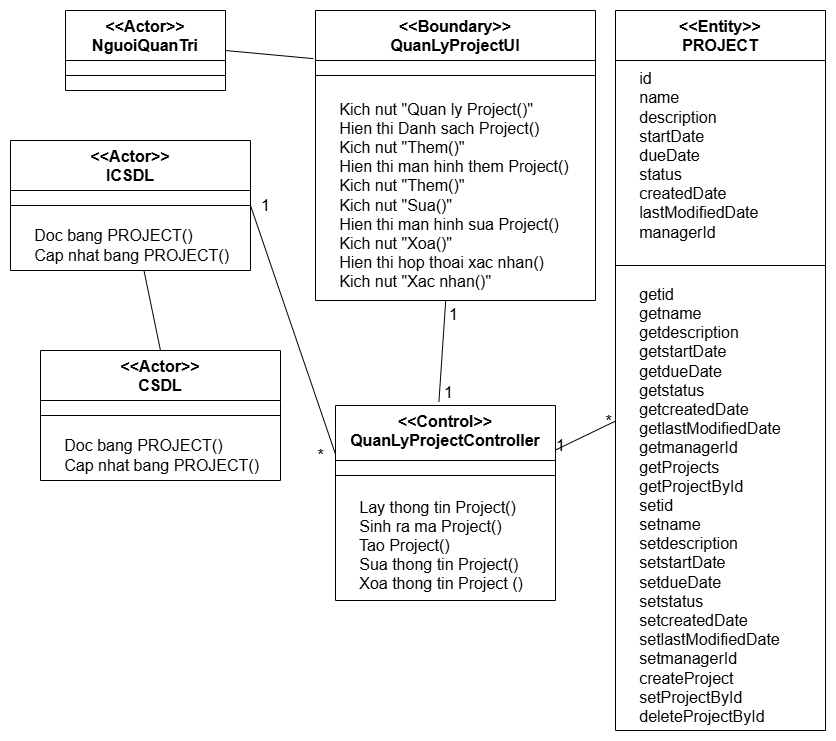 <<Actor>>
NguoiQuanTri
<<Boundary>>
QuanLyProjectUI
Kich nut "Quan ly Project()"
Hien thi Danh sach Project()
Kich nut "Them()"
Hien thi man hinh them Project()
Kich nut "Them()"
Kich nut "Sua()"
Hien thi man hinh sua Project()
Kich nut "Xoa()"
Hien thi hop thoai xac nhan()
Kich nut "Xac nhan()"
<<Entity>>
PROJECT
id
name
description
startDate
dueDate
status
createdDate
lastModifiedDate
managerId
getid
getname
getdescription
getstartDate
getdueDate
getstatus
getcreatedDate
getlastModifiedDate
getmanagerId
getProjects
getProjectById
setid
setname
setdescription
setstartDate
setdueDate
setstatus
setcreatedDate
setlastModifiedDate
setmanagerId
createProject
setProjectById
deleteProjectById
<<Actor>>
ICSDL
Doc bang PROJECT()
Cap nhat bang PROJECT()
1
*
<<Actor>>
CSDL
Doc bang PROJECT()
Cap nhat bang PROJECT()
1
1
<<Control>>
QuanLyProjectController
Lay thong tin Project()
Sinh ra ma Project()
Tao Project()
Sua thong tin Project()
Xoa thong tin Project ()
1
*